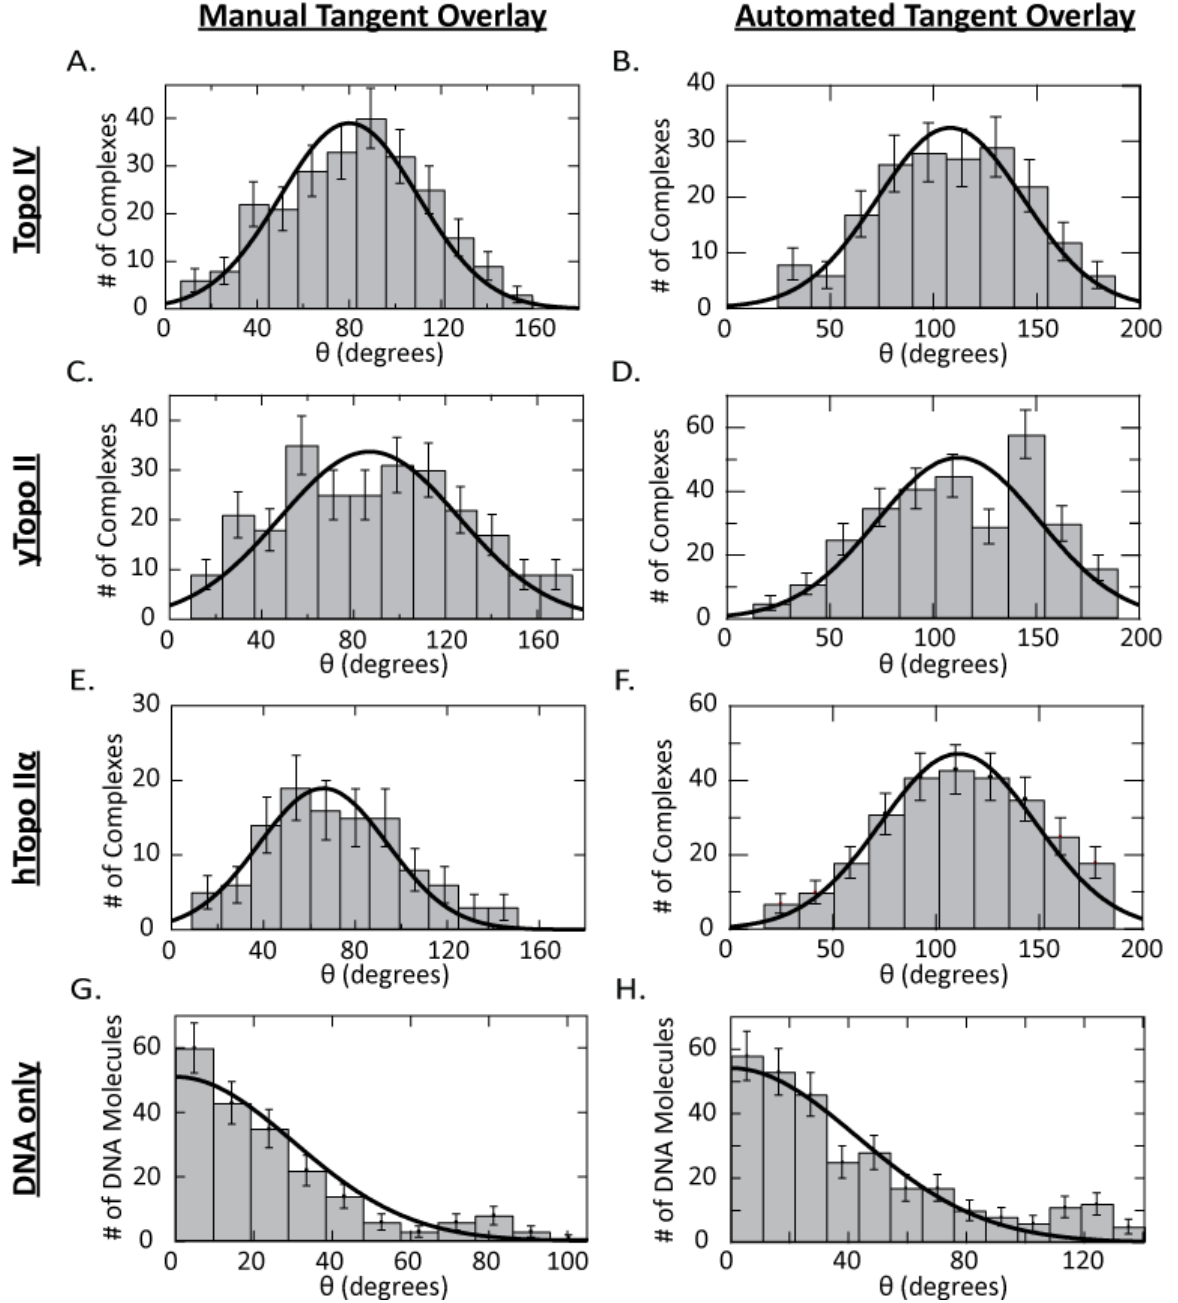 Manual Tangent Overlay
Automated Tangent Overlay
Topo IV
A.
# of Complexes
40
30
20
10
0
0 40 80 120 160
θ (degrees)
B.
# of Complexes
40
30
20
10
0
0 50 100 150 200
θ (degrees)
yTopo II
C.
# of Complexes
40
30
20
10
0
0 40 80 120 160
θ (degrees)
D.
# of Complexes
60
40
20
0
0 50 100 150 200
θ (degrees)
hTopo IIα
E.
# of Complexes
30
20
10
0
0 40 80 120 160
θ (degrees)
F.
# of Complexes
60
40
20
0
0 50 100 150 200
θ (degrees)
DNA only
G.
# of DNA Molecules
60
40
20
0
0 20 40 60 80 100
θ (degrees)
H.
# of DNA Molecules
60
40
20
0
0 40 80 120
θ (degrees)